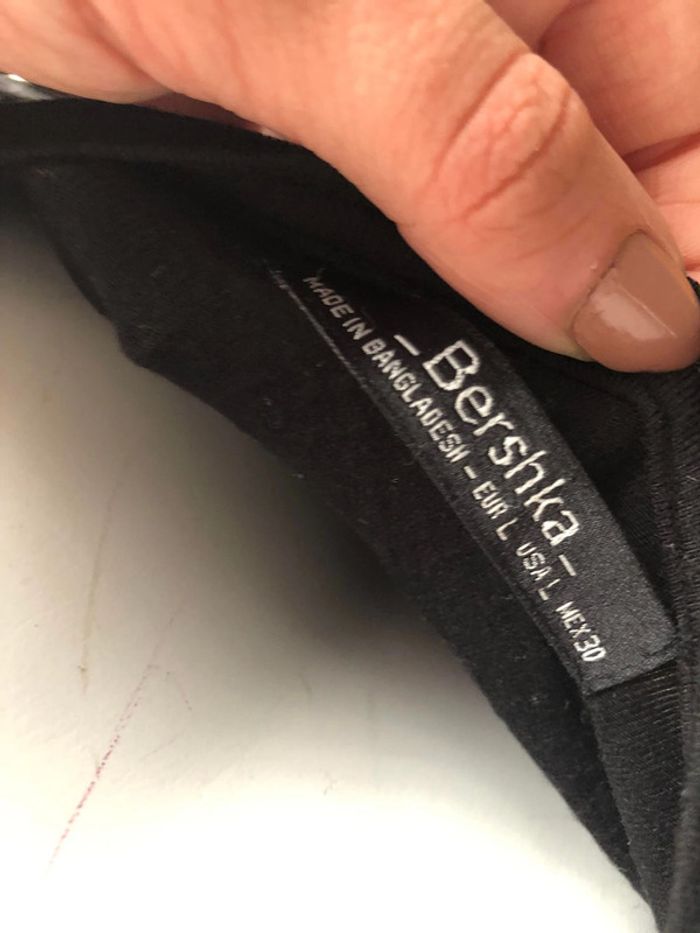 – Bershka –
MADE IN BANGLADESH – EUR L USA L MEX 30